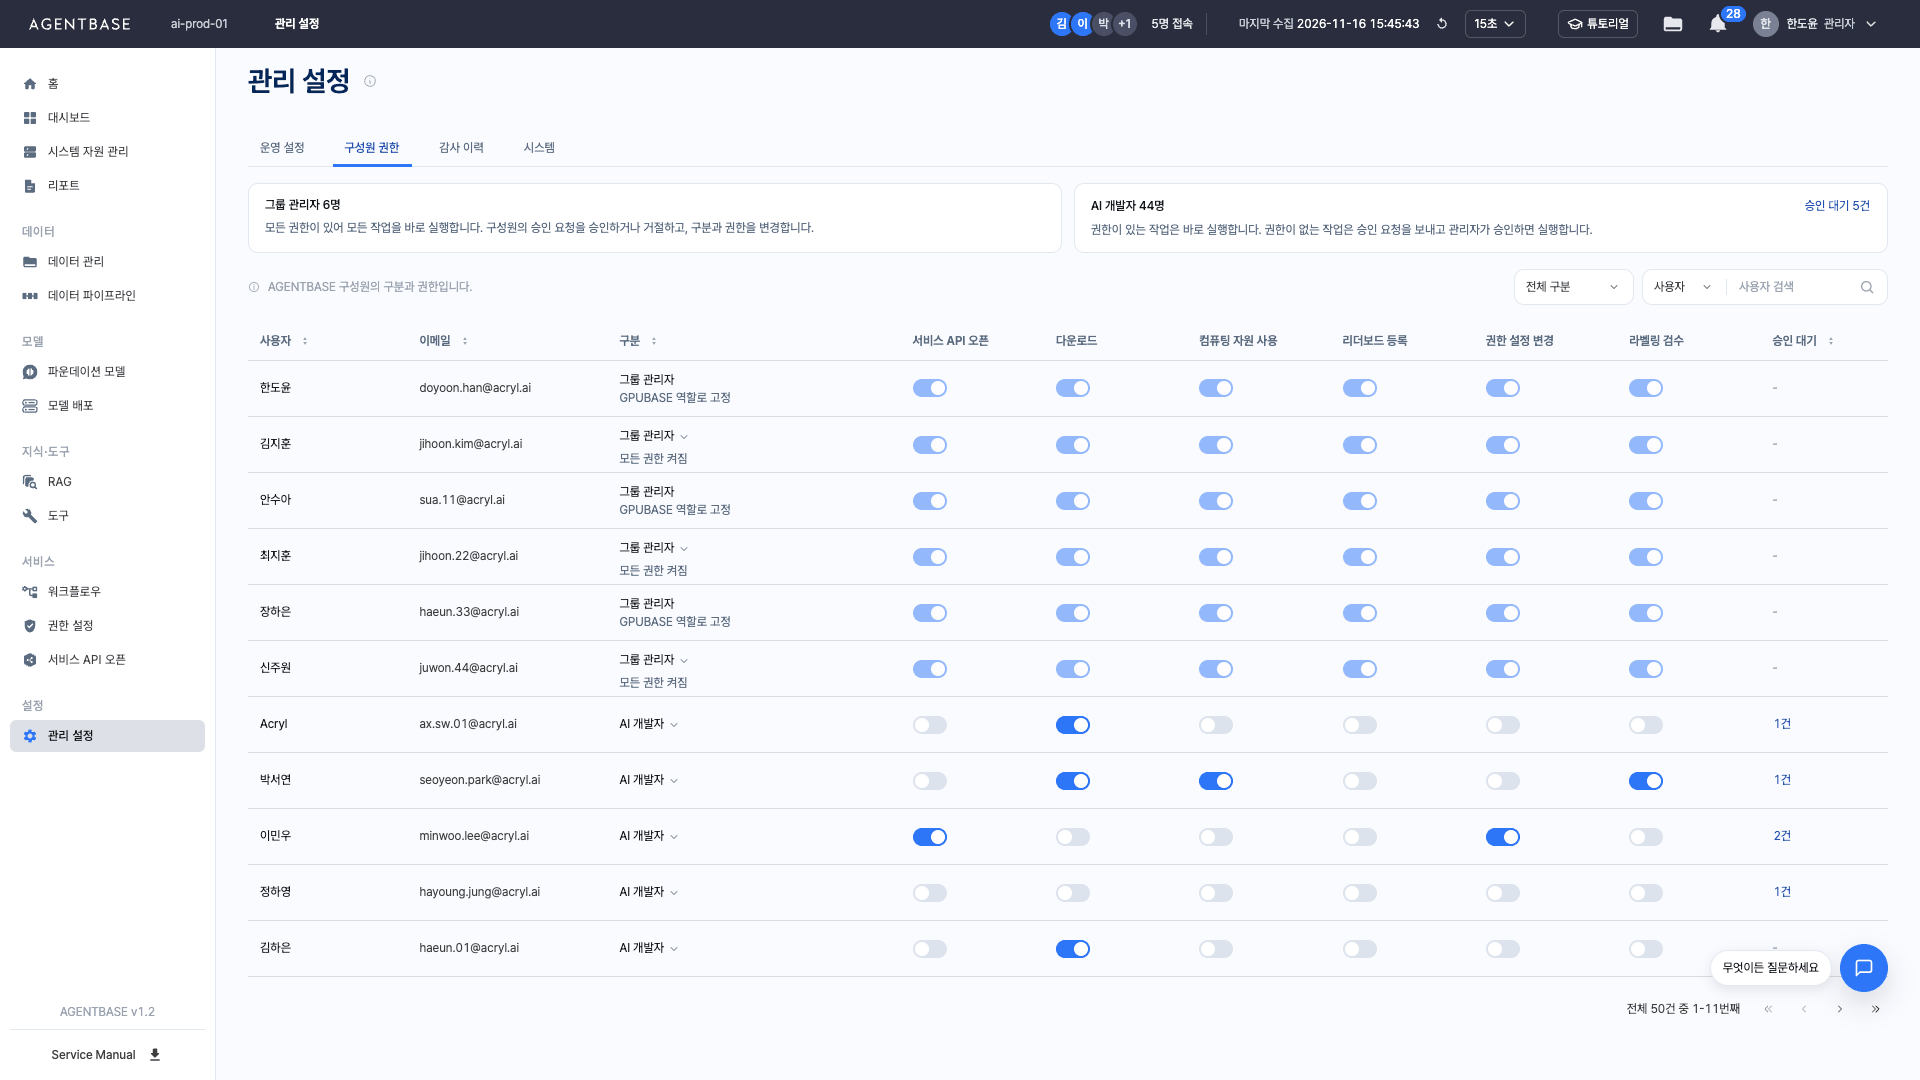 AGENTBASE
ai-prod-01
관리 설정
김 이 박 +1 5명 접속
마지막 수집 2026-11-16 15:45:43
15초
튜토리얼
28
한 한도윤 관리자
홈
대시보드
시스템 자원 관리
리포트
데이터
데이터 관리
데이터 파이프라인
모델
파운데이션 모델
모델 배포
지식·도구
RAG
도구
서비스
워크플로우
권한 설정
서비스 API 오픈
설정
관리 설정
AGENTBASE v1.2
Service Manual
관리 설정
운영 설정 구성원 권한 감사 이력 시스템
그룹 관리자 6명
모든 권한이 있어 모든 작업을 바로 실행합니다. 구성원의 승인 요청을 승인하거나 거절하고, 구분과 권한을 변경합니다.
AI 개발자 44명 승인 대기 5건
권한이 있는 작업은 바로 실행합니다. 권한이 없는 작업은 승인 요청을 보내고 관리자가 승인하면 실행합니다.
AGENTBASE 구성원의 구분과 권한입니다.
전체 구분 사용자 사용자 검색
사용자 이메일 구분 서비스 API 오픈 다운로드 컴퓨팅 자원 사용 리더보드 등록 권한 설정 변경 라벨링 검수 승인 대기
한도윤 doyoon.han@acryl.ai 그룹 관리자 -
GPUBASE 역할로 고정
김지훈 jihoon.kim@acryl.ai 그룹 관리자 -
모든 권한 켜짐
안수아 sua.11@acryl.ai 그룹 관리자 -
GPUBASE 역할로 고정
최지훈 jihoon.22@acryl.ai 그룹 관리자 -
모든 권한 켜짐
장하은 haeun.33@acryl.ai 그룹 관리자 -
GPUBASE 역할로 고정
신주원 juwon.44@acryl.ai 그룹 관리자 -
모든 권한 켜짐
Acryl ax.sw.01@acryl.ai AI 개발자 1건
박서연 seoyeon.park@acryl.ai AI 개발자 1건
이민우 minwoo.lee@acryl.ai AI 개발자 2건
정하영 hayoung.jung@acryl.ai AI 개발자 1건
김하은 haeun.01@acryl.ai AI 개발자 -
무엇이든 질문하세요
전체 50건 중 1-11번째